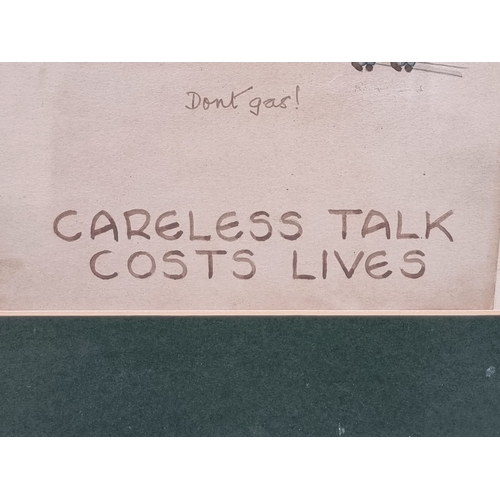 Dont gas!
CARELESS TALK
COSTS LIVES